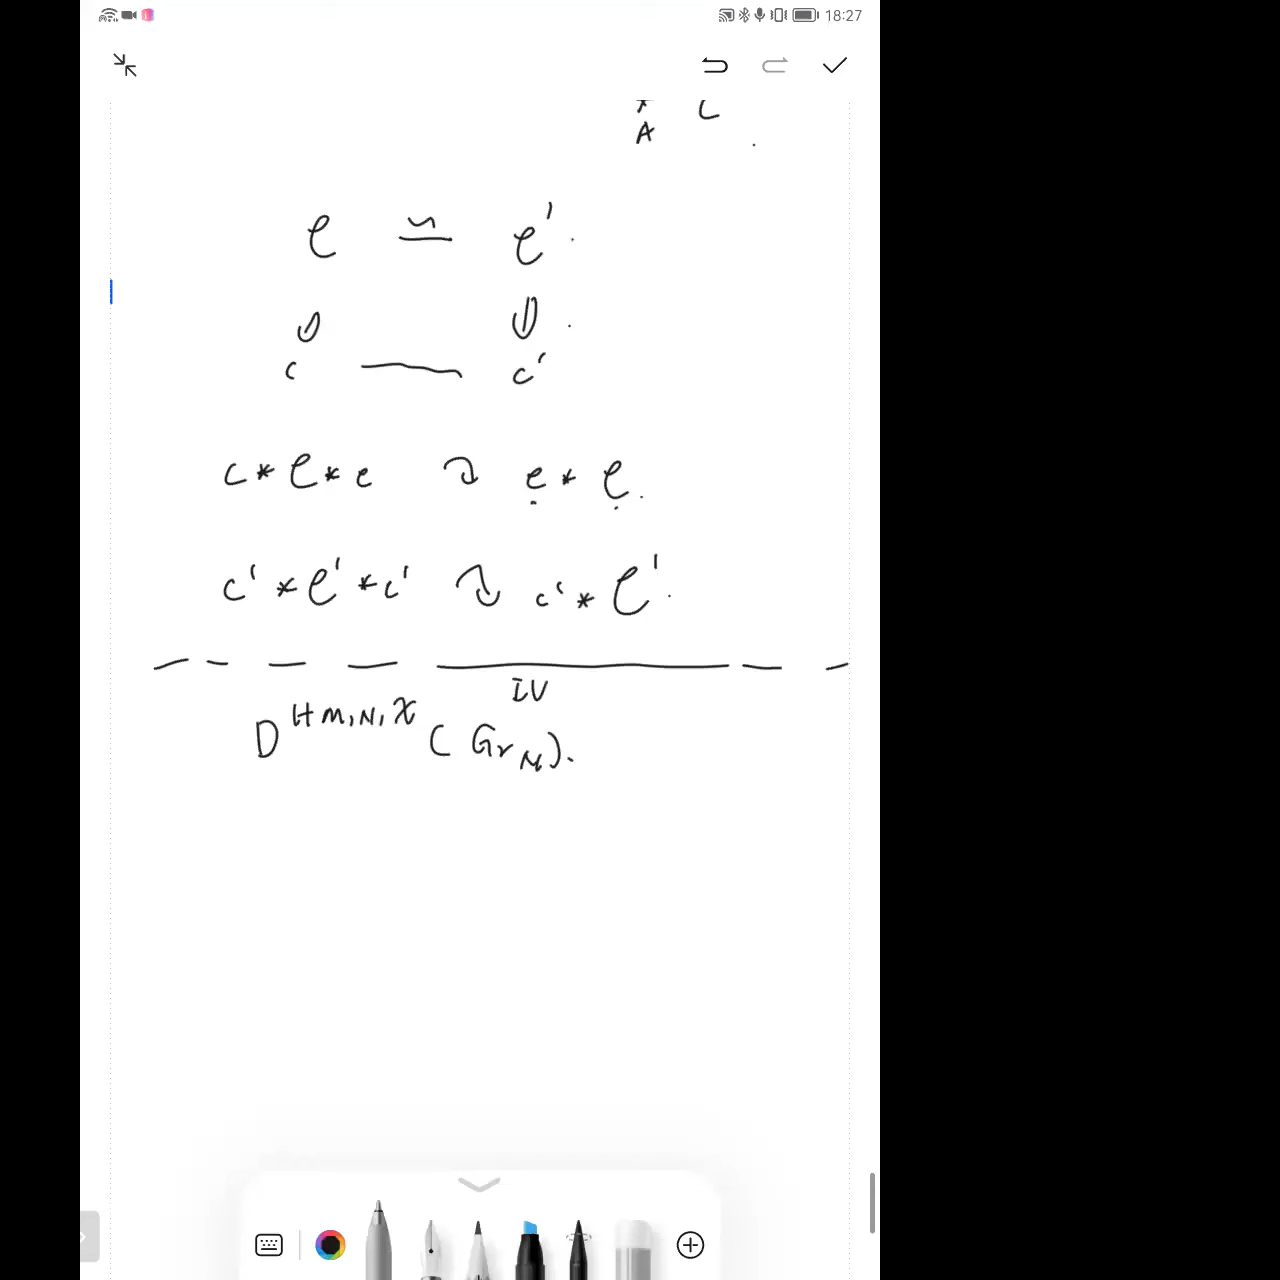 18:27
A
e ≃ e'.
c — c'
c * e * e ↷ e * e.
c' * e' * c' ↷ c' * e'.
IV
D^{H M, N, χ} ( Gr_N ).